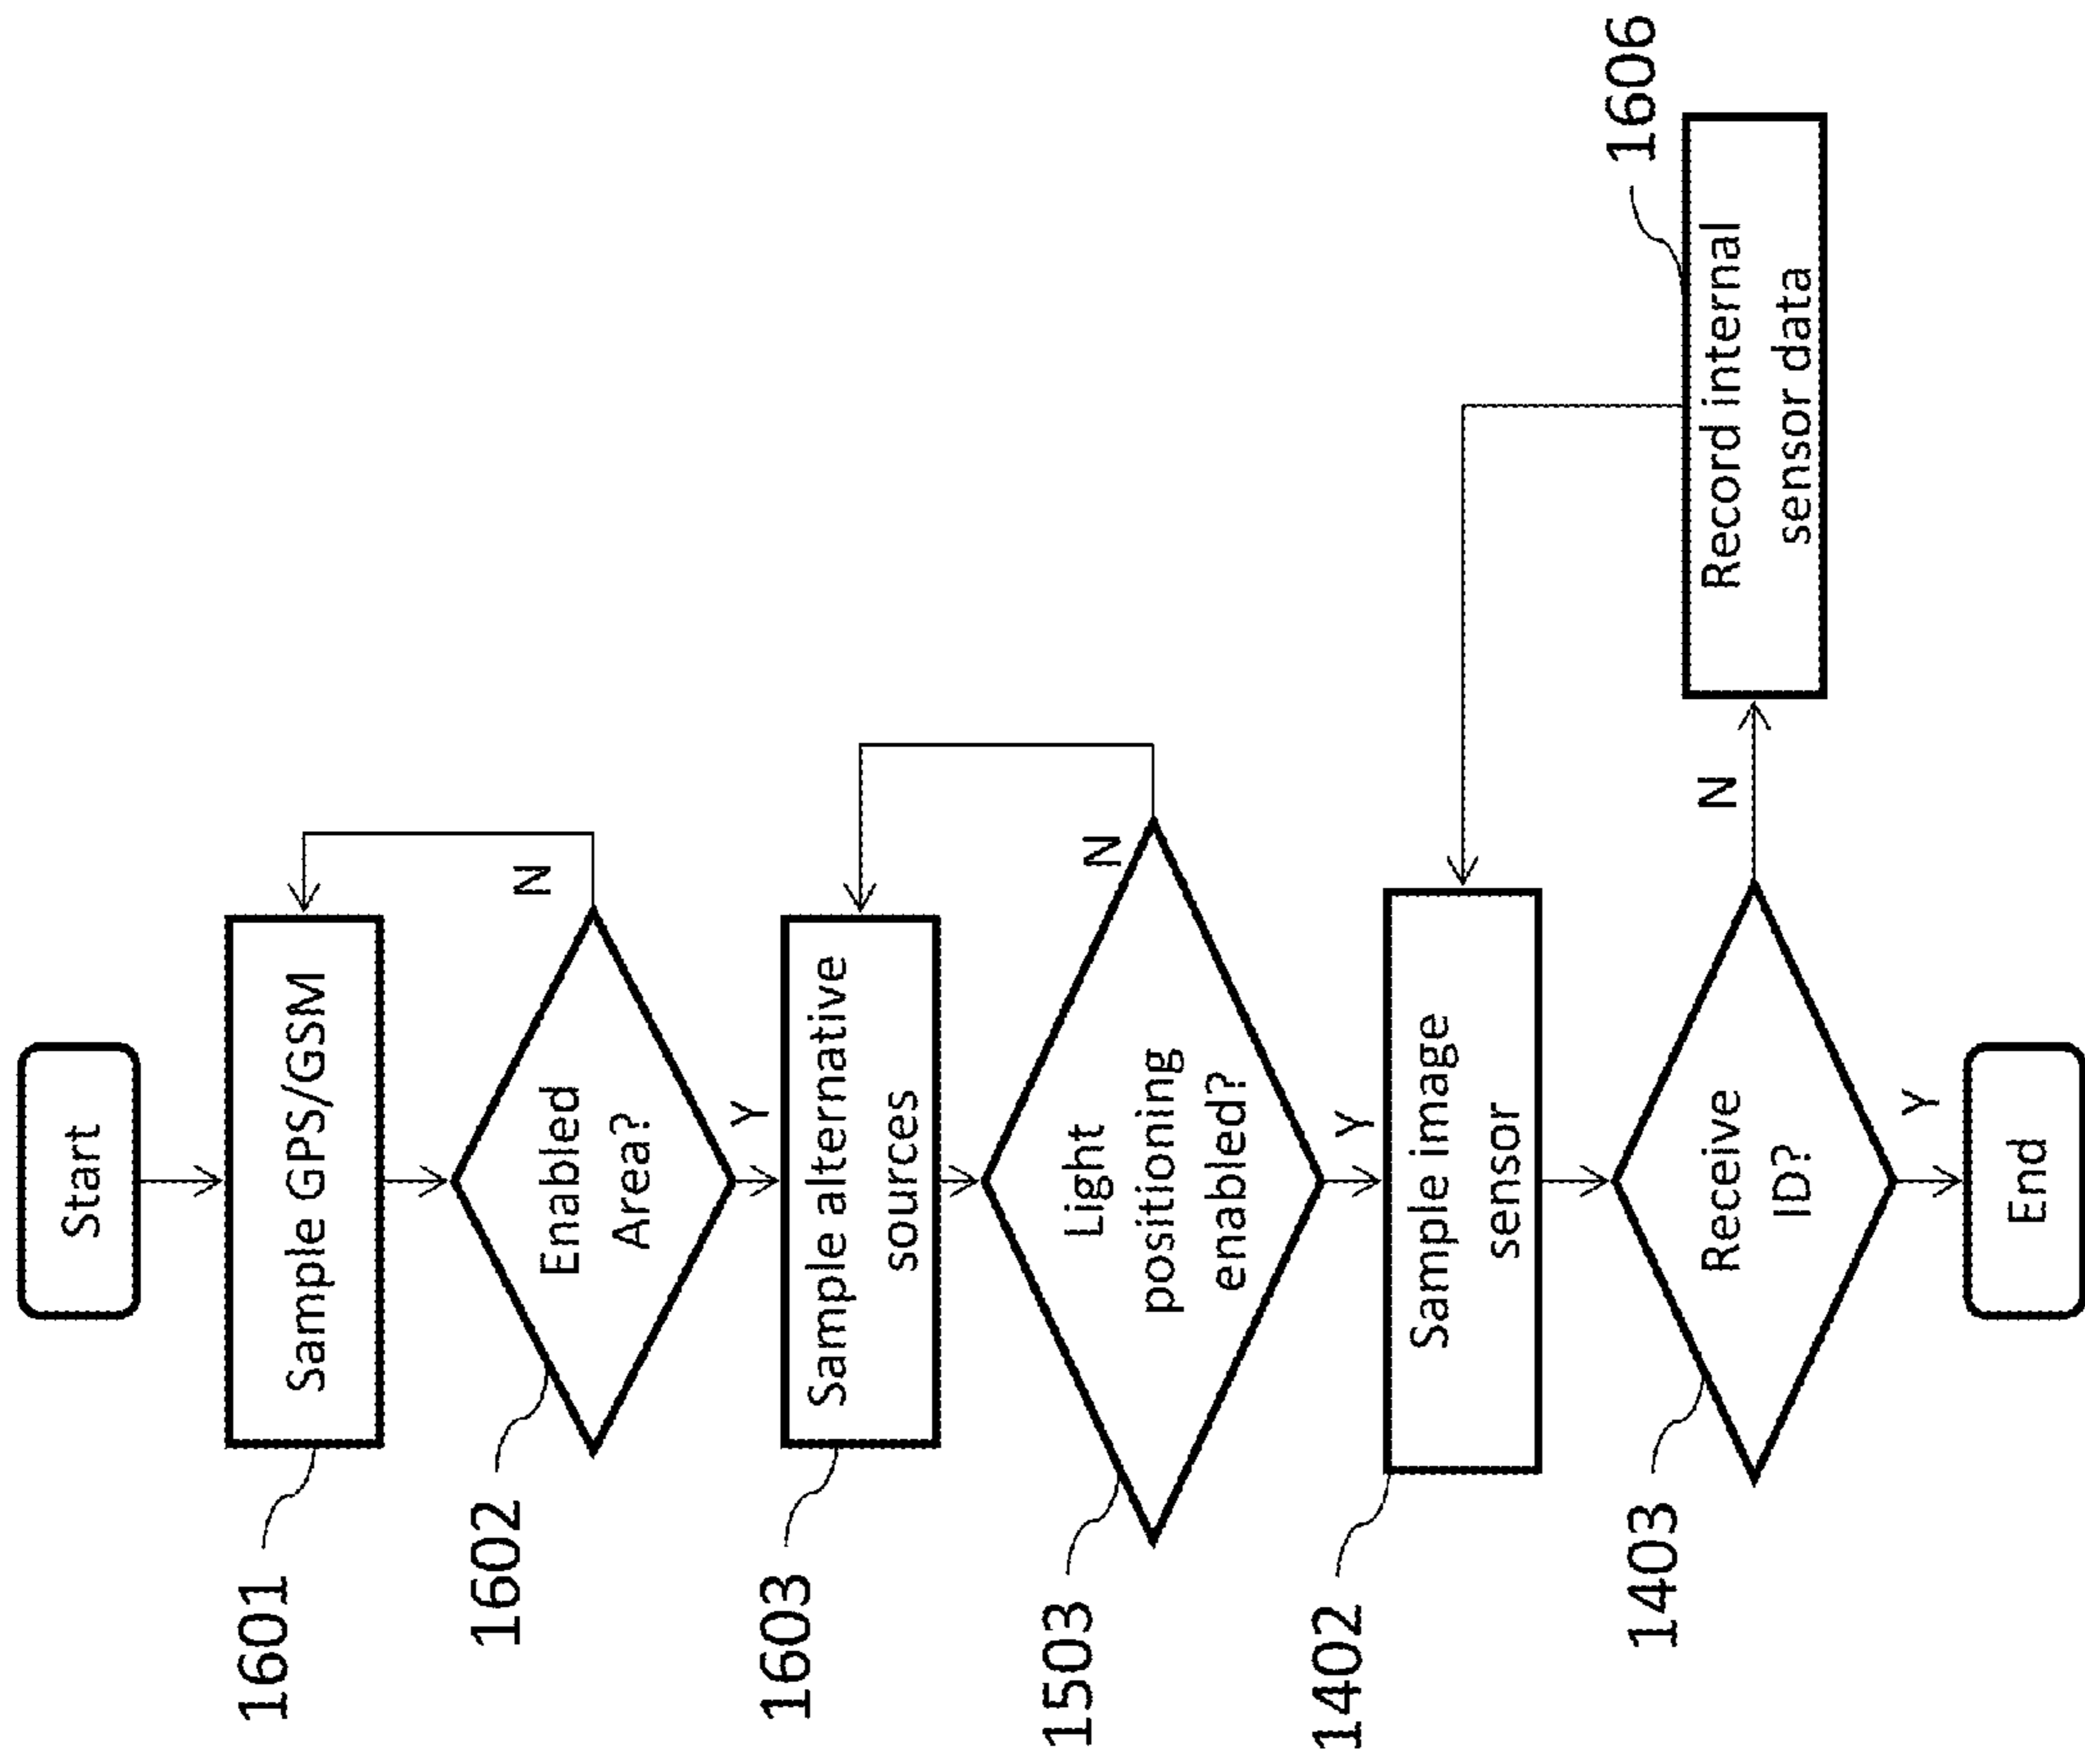 Start
1601
Sample GPS/GSM
1602
Enabled
Area?
N
Y
1603
Sample alternative
sources
1503
Light
positioning
enabled?
N
Y
1402
Sample image
sensor
1403
Receive
ID?
N
1606
Record internal
sensor data
Y
End